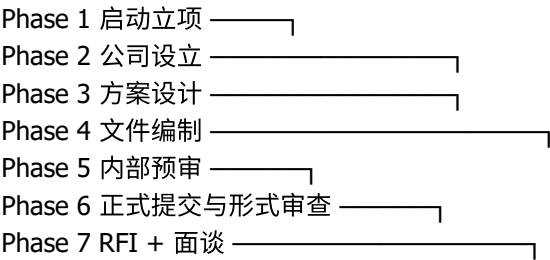 Phase 1 启动立项 ─────┐
Phase 2 公司设立 ───────────────┐
Phase 3 方案设计 ───────────────┐
Phase 4 文件编制 ─────────────────────┐
Phase 5 内部预审 ──────┐
Phase 6 正式提交与形式审查 ──────┐
Phase 7 RFI + 面谈 ──────────────────┐